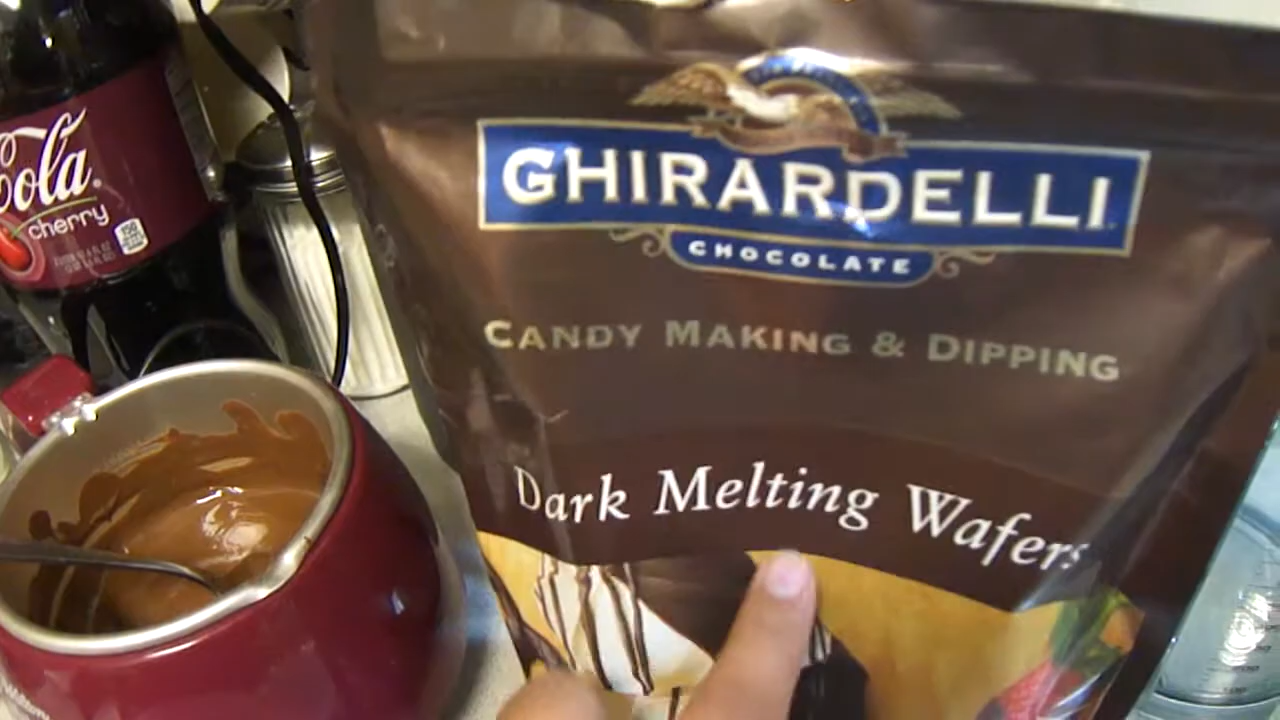 Cola
cherry
GHIRARDELLI
CHOCOLATE
CANDY MAKING & DIPPING
Dark Melting Wafers